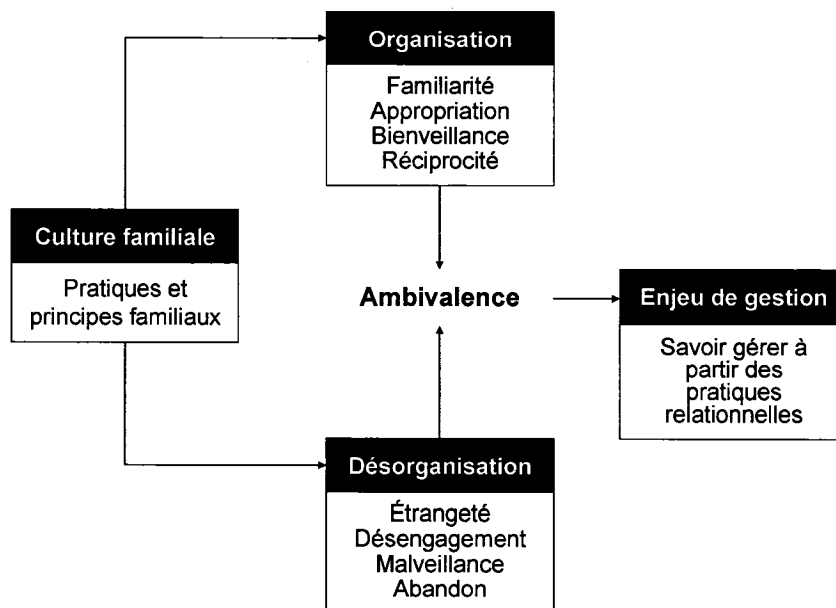 Organisation
Familiarité
Appropriation
Bienveillance
Réciprocité
Culture familiale
Pratiques et
principes familiaux
Ambivalence
Enjeu de gestion
Savoir gérer à
partir des
pratiques
relationnelles
Désorganisation
Étrangeté
Désengagement
Malveillance
Abandon